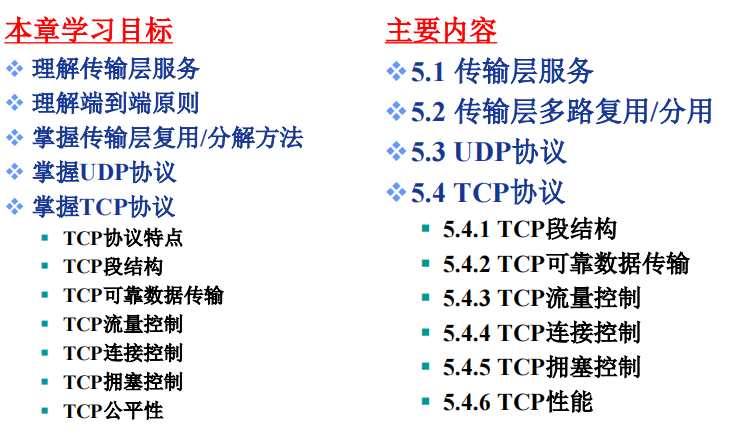 本章学习目标
理解传输层服务
理解端到端原则
掌握传输层复用/分解方法
掌握UDP协议
掌握TCP协议
TCP协议特点
TCP段结构
TCP可靠数据传输
TCP流量控制
TCP连接控制
TCP拥塞控制
TCP公平性
主要内容
5.1 传输层服务
5.2 传输层多路复用/分用
5.3 UDP协议
5.4 TCP协议
5.4.1 TCP段结构
5.4.2 TCP可靠数据传输
5.4.3 TCP流量控制
5.4.4 TCP连接控制
5.4.5 TCP拥塞控制
5.4.6 TCP性能